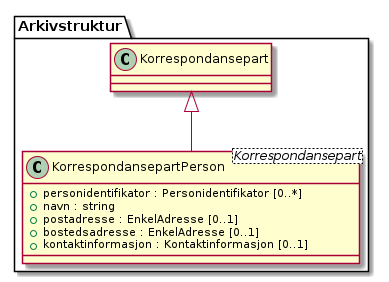 Arkivstruktur
C Korrespondansepart
Korrespondansepart
C KorrespondansepartPerson
personidentifikator : Personidentifikator [0..*]
navn : string
postadresse : EnkelAdresse [0..1]
bostedsadresse : EnkelAdresse [0..1]
kontaktinformasjon : Kontaktinformasjon [0..1]